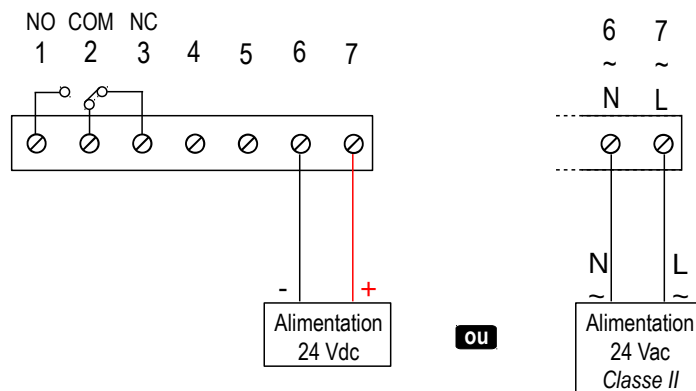 NO COM NC
1 2 3 4 5 6 7
- +
Alimentation
24 Vdc
ou
6 7
~ ~
N L
N L
~ ~
Alimentation
24 Vac
Classe II